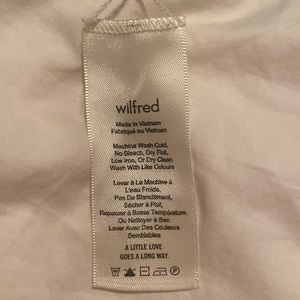 wilfred
Made in Vietnam
Fabriqué au Vietnam
Machine Wash Cold,
No Bleach, Dry Flat,
Low Iron, Or Dry Clean
Wash With Like Colours
Laver à La Machine à
L'eau Froide,
Pas De Blanchiment,
Sécher à Plat,
Repasser à Basse Température,
Ou Nettoyer à Sec
Laver Avec Des Couleurs
Semblables
A LITTLE LOVE
GOES A LONG WAY.